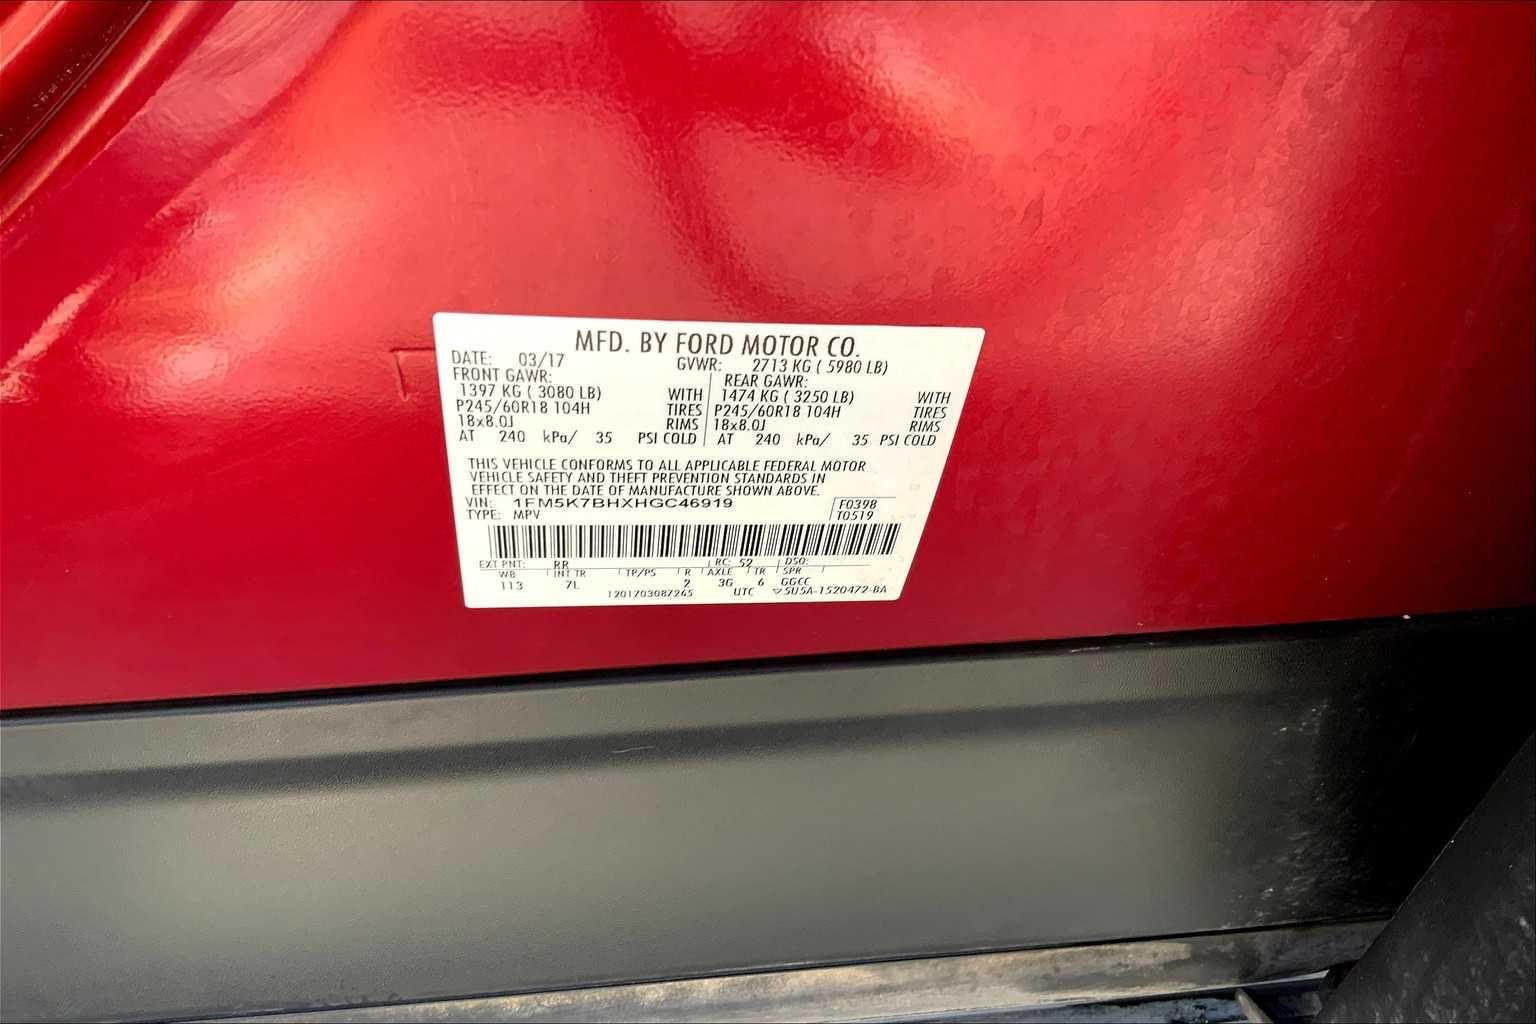 MFD. BY FORD MOTOR CO.
DATE: 03/17 GVWR: 2713 KG ( 5980 LB)
FRONT GAWR: REAR GAWR:
1397 KG ( 3080 LB) WITH 1474 KG ( 3250 LB) WITH
P245/60R18 104H TIRES P245/60R18 104H TIRES
18x8.0J RIMS 18x8.0J RIMS
AT 240 kPa/ 35 PSI COLD AT 240 kPa/ 35 PSI COLD
THIS VEHICLE CONFORMS TO ALL APPLICABLE FEDERAL MOTOR
VEHICLE SAFETY AND THEFT PREVENTION STANDARDS IN
EFFECT ON THE DATE OF MANUFACTURE SHOWN ABOVE.
VIN: 1FM5K7BHXHGC46919 F0398
TYPE: MPV T0519
EXT PNT: RR RC: 52 DSO:
WB INT TR TP/PS R AXLE TR SPR
113 7L 2 3G 6 GGCC
1201703087265 UTC ▽5U5A-1520472-BA